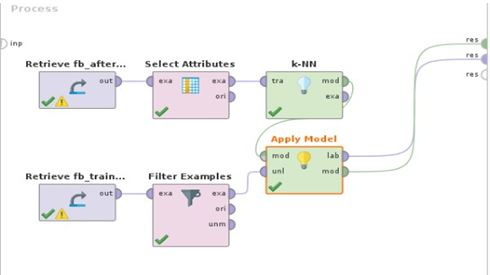 Process
inp
res
res
res
Retrieve fb_after...
out
Select Attributes
exa
exa
ori
k-NN
tra
mod
exa
Apply Model
mod
lab
unl
mod
Retrieve fb_train...
out
Filter Examples
exa
exa
ori
unm